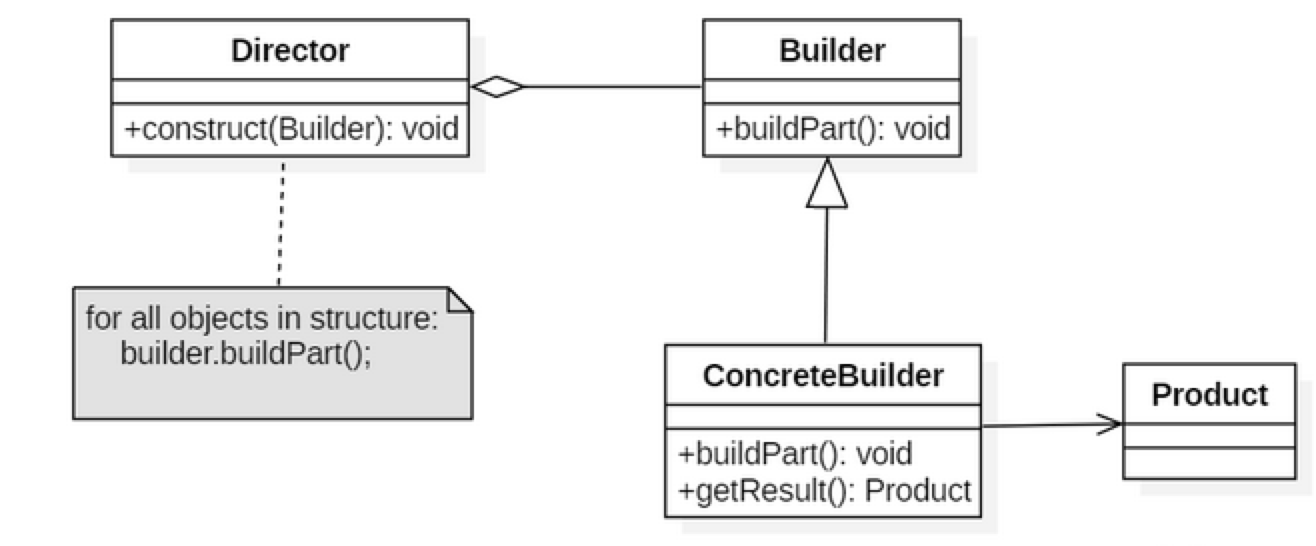 Director
+construct(Builder): void
Builder
+buildPart(): void
for all objects in structure:
builder.buildPart();
ConcreteBuilder
+buildPart(): void
+getResult(): Product
Product